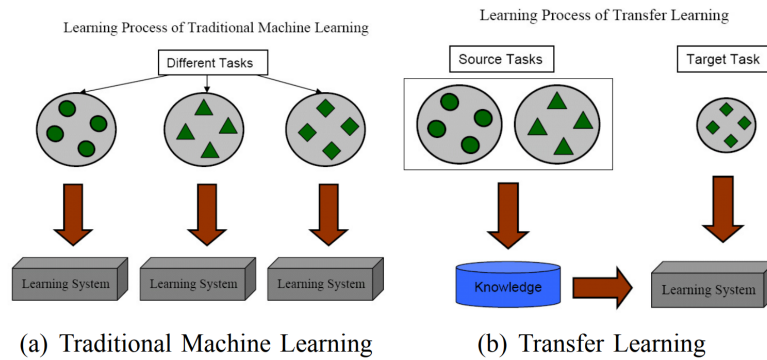 Learning Process of Traditional Machine Learning
Different Tasks
Learning System
Learning System
Learning System
(a) Traditional Machine Learning
Learning Process of Transfer Learning
Source Tasks
Target Task
Knowledge
Learning System
(b) Transfer Learning